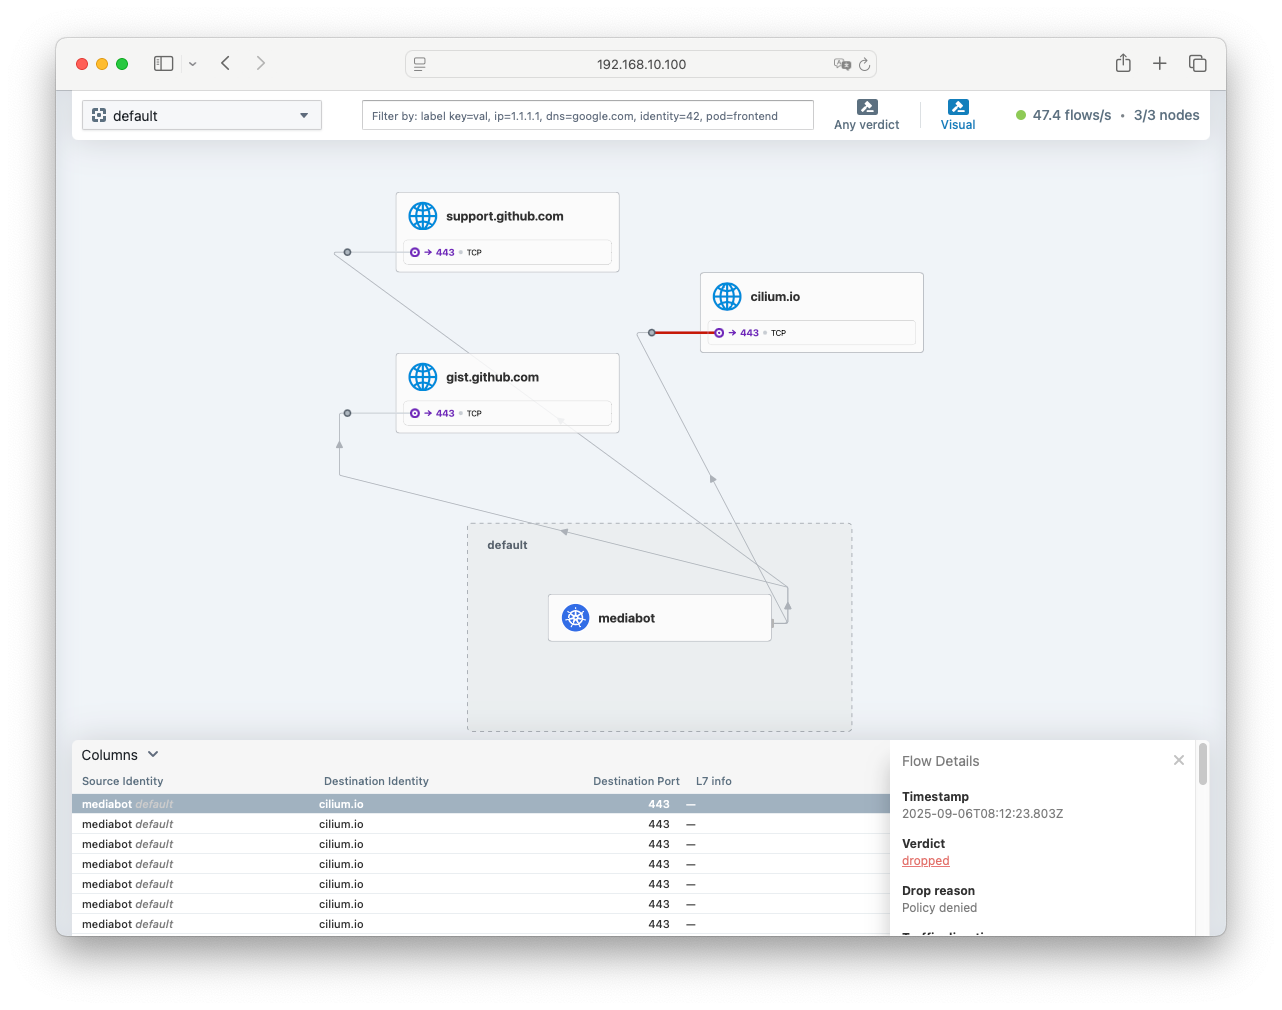 192.168.10.100
default
Filter by: label key=val, ip=1.1.1.1, dns=google.com, identity=42, pod=frontend
Any verdict
Visual
47.4 flows/s • 3/3 nodes
support.github.com
443 TCP
cilium.io
443 TCP
gist.github.com
443 TCP
default
mediabot
Columns
Source Identity Destination Identity Destination Port L7 info
mediabot default cilium.io 443 —
mediabot default cilium.io 443 —
mediabot default cilium.io 443 —
mediabot default cilium.io 443 —
mediabot default cilium.io 443 —
mediabot default cilium.io 443 —
mediabot default cilium.io 443 —
Flow Details
Timestamp
2025-09-06T08:12:23.803Z
Verdict
dropped
Drop reason
Policy denied